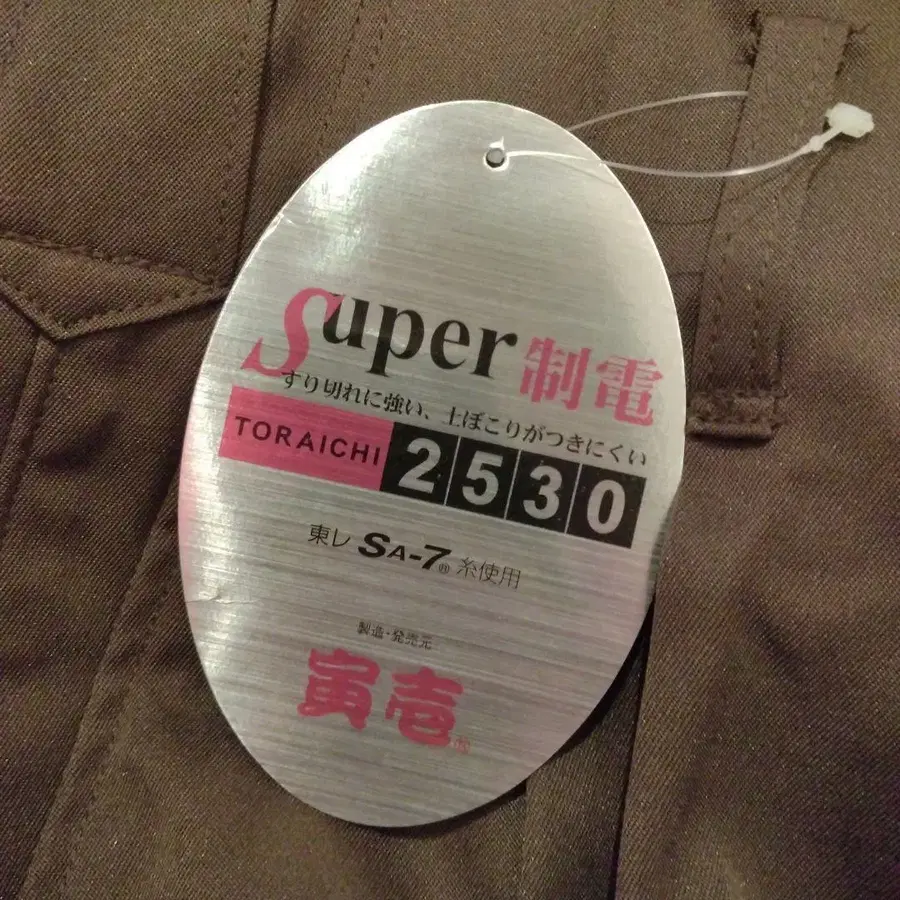 Super 制電
すり切れに強い、土ぼこりがつきにくい
TORAICHI 2530
東レ SA-7® 糸使用
製造・発売元
寅壱®